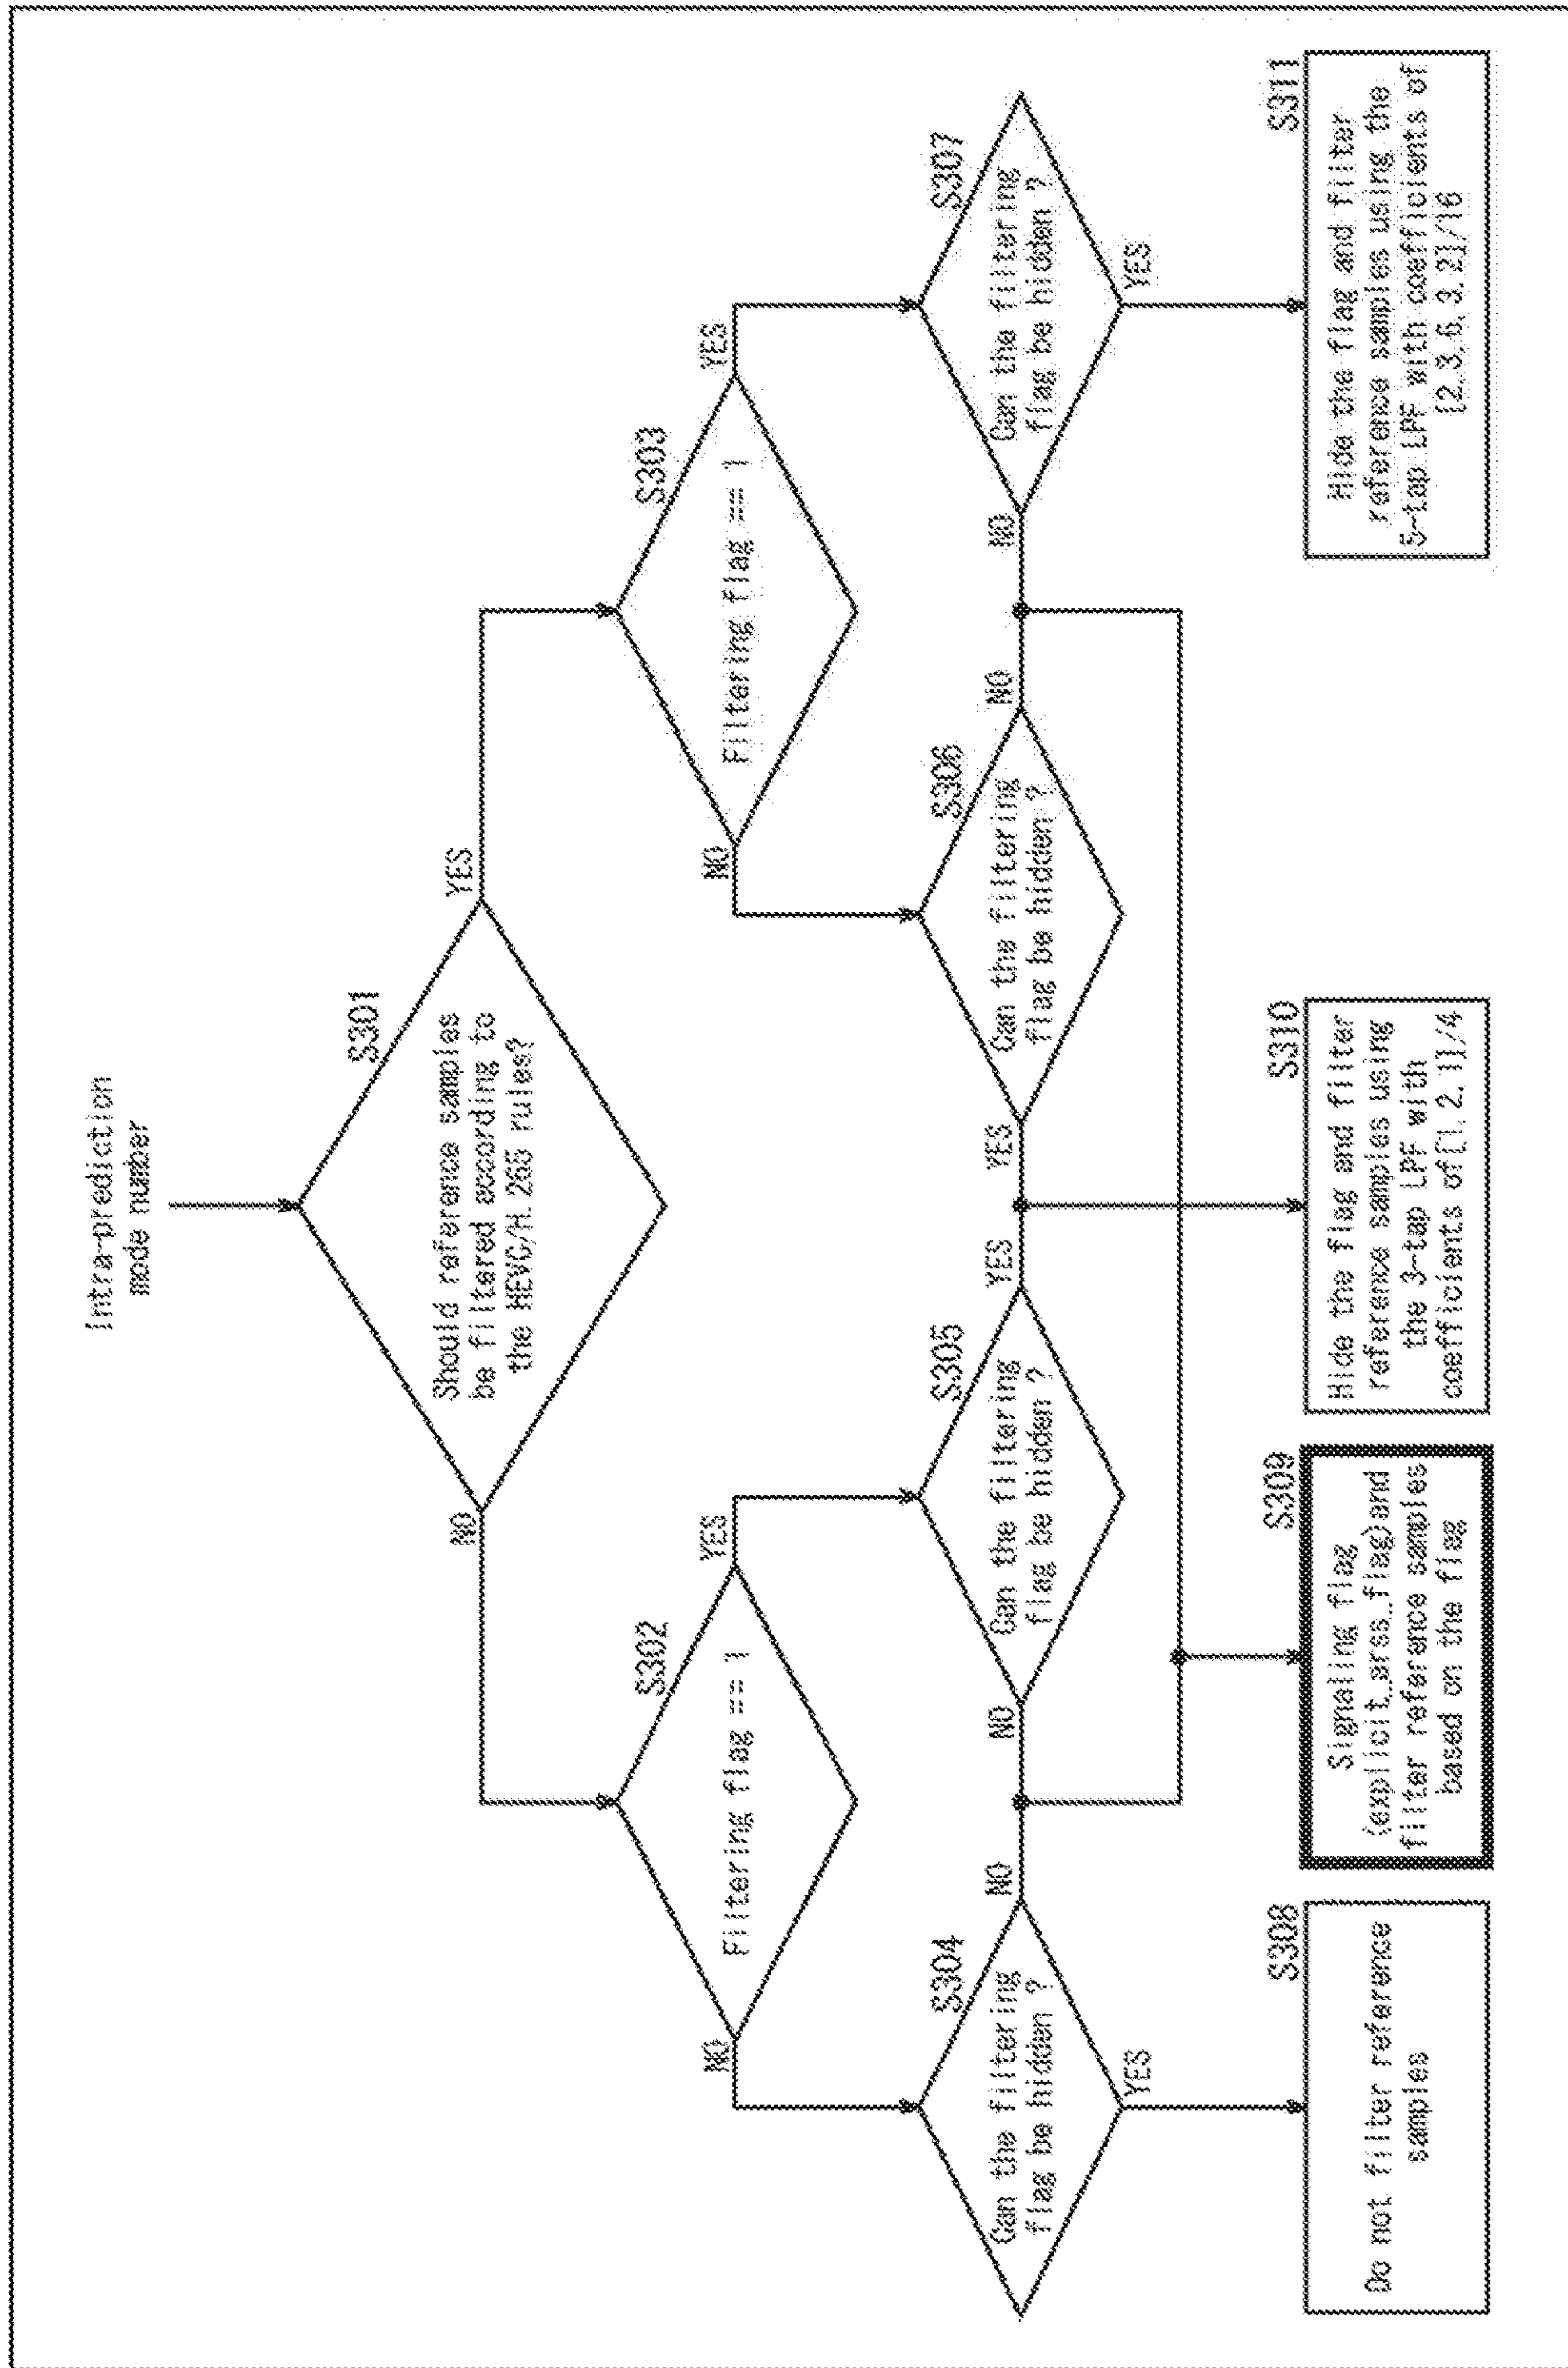 Intra-prediction
mode number
S301
Should reference samples
be filtered according to
the HEVC/H.265 rules?
NO
YES
S302
Filtering flag == 1
NO
YES
S303
Filtering flag == 1
NO
YES
S304
Can the filtering
flag be hidden ?
NO
YES
S305
Can the filtering
flag be hidden ?
NO
YES
S306
Can the filtering
flag be hidden ?
YES
NO
S307
Can the filtering
flag be hidden ?
NO
YES
S308
Do not filter reference
samples
S309
Signaling flag
(explicit_arss_flag)and
filter reference samples
based on the flag
S310
Hide the flag and filter
reference samples using
the 3-tap LPF with
coefficients of[1, 2, 1]/4
S311
Hide the flag and filter
reference samples using the
5-tap LPF with coefficients of
[2, 3, 6, 3, 2]/16